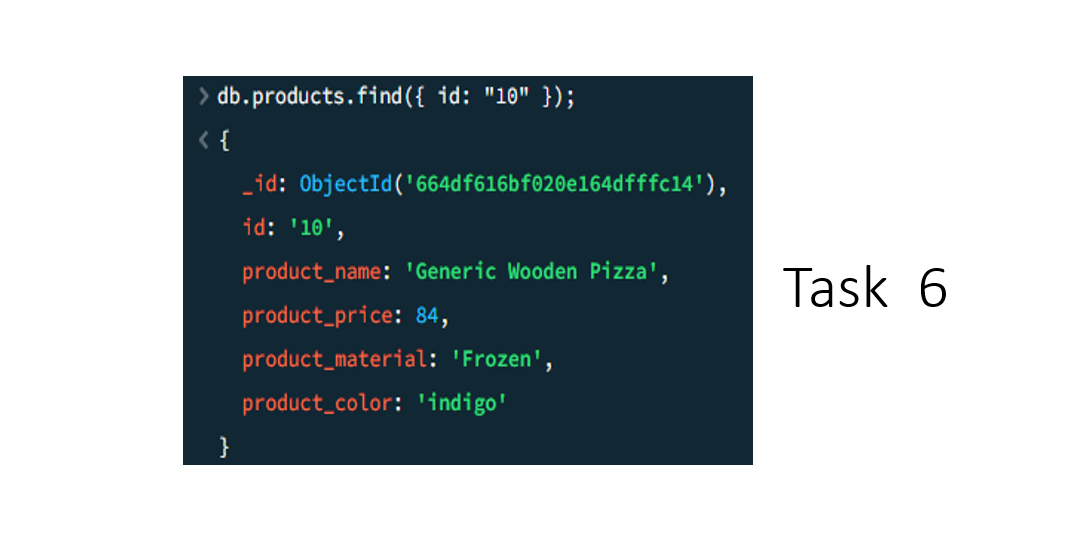 > db.products.find({ id: "10" });
< {
_id: ObjectId('664df616bf020e164dfffc14'),
id: '10',
product_name: 'Generic Wooden Pizza',
product_price: 84,
product_material: 'Frozen',
product_color: 'indigo'
}
Task 6